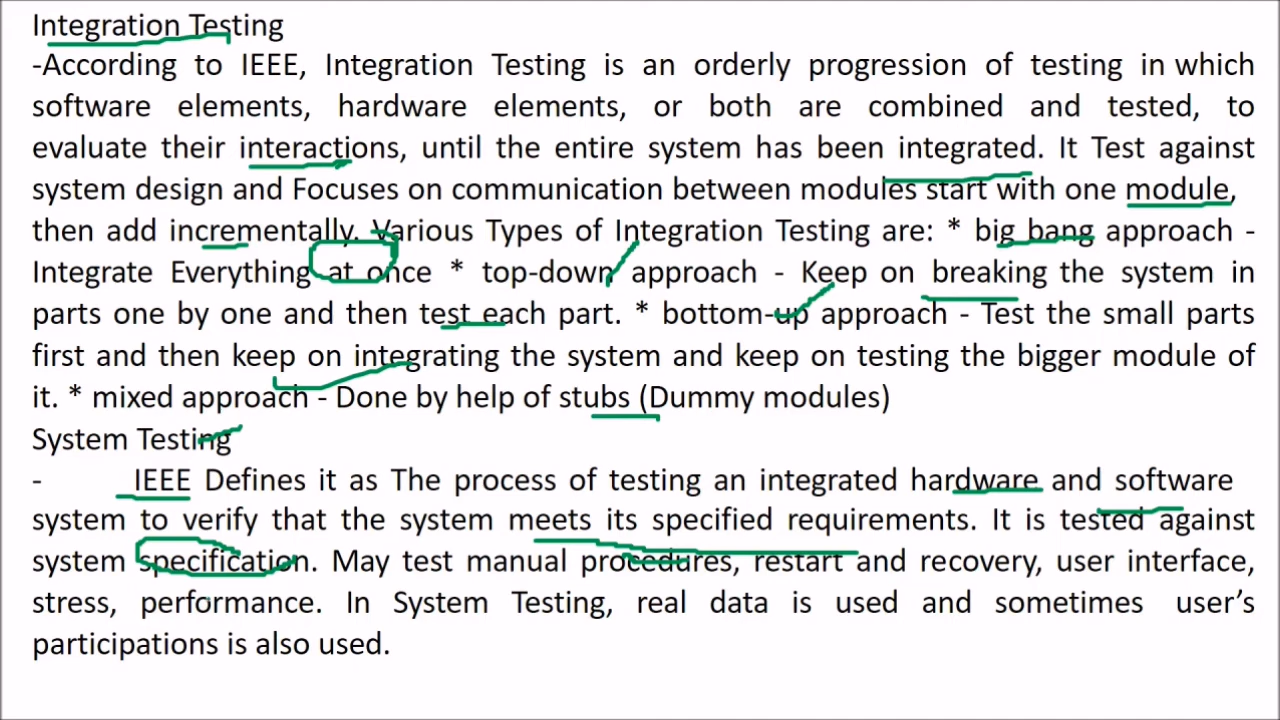 Integration Testing
-According to IEEE, Integration Testing is an orderly progression of testing in which
software elements, hardware elements, or both are combined and tested, to
evaluate their interactions, until the entire system has been integrated. It Test against
system design and Focuses on communication between modules start with one module,
then add incrementally. Various Types of Integration Testing are: * big bang approach -
Integrate Everything at once * top-down approach - Keep on breaking the system in
parts one by one and then test each part. * bottom-up approach - Test the small parts
first and then keep on integrating the system and keep on testing the bigger module of
it. * mixed approach - Done by help of stubs (Dummy modules)
System Testing
- IEEE Defines it as The process of testing an integrated hardware and software
system to verify that the system meets its specified requirements. It is tested against
system specification. May test manual procedures, restart and recovery, user interface,
stress, performance. In System Testing, real data is used and sometimes user’s
participations is also used.